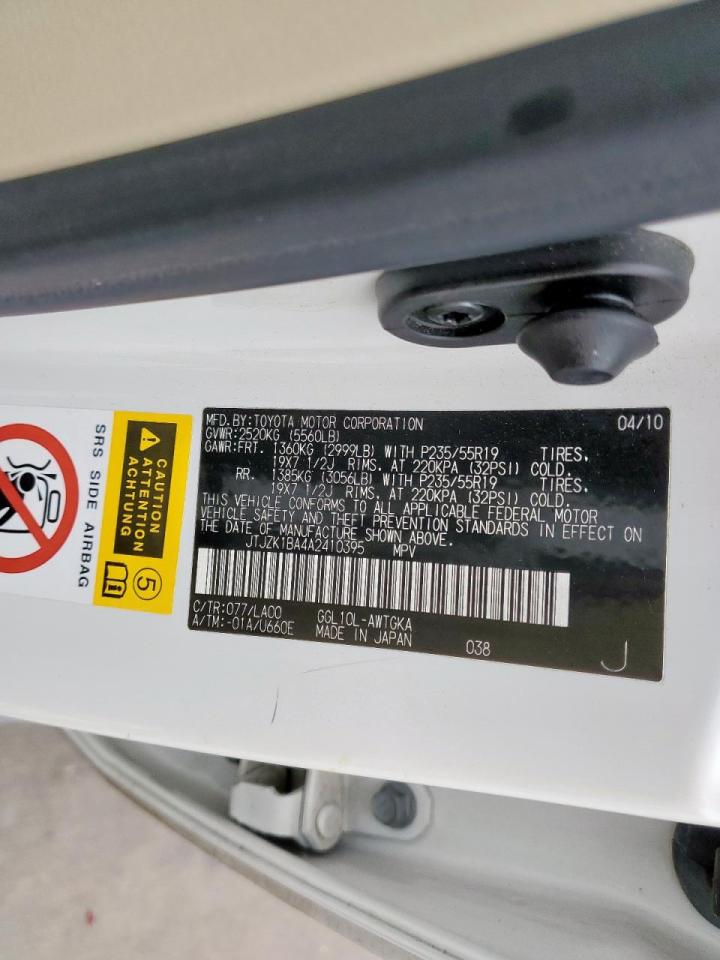 SRS SIDE AIRBAG
CAUTION
ATTENTION
ACHTUNG
5
MFD.BY:TOYOTA MOTOR CORPORATION 04/10
GVWR:2520KG (5560LB)
GAWR:FRT. 1360KG (2999LB) WITH P235/55R19 TIRES.
19X7 1/2J RIMS. AT 220KPA (32PSI) COLD.
RR. 1385KG (3056LB) WITH P235/55R19 TIRES.
19X7 1/2J RIMS. AT 220KPA (32PSI) COLD.
THIS VEHICLE CONFORMS TO ALL APPLICABLE FEDERAL MOTOR
VEHICLE SAFETY AND THEFT PREVENTION STANDARDS IN EFFECT ON
THE DATE OF MANUFACTURE SHOWN ABOVE.
JTJZK1BA4A2410395 MPV
C/TR:077/LA00 GGL10L-AWTGKA
A/TM:-01A/U660E MADE IN JAPAN 038 J